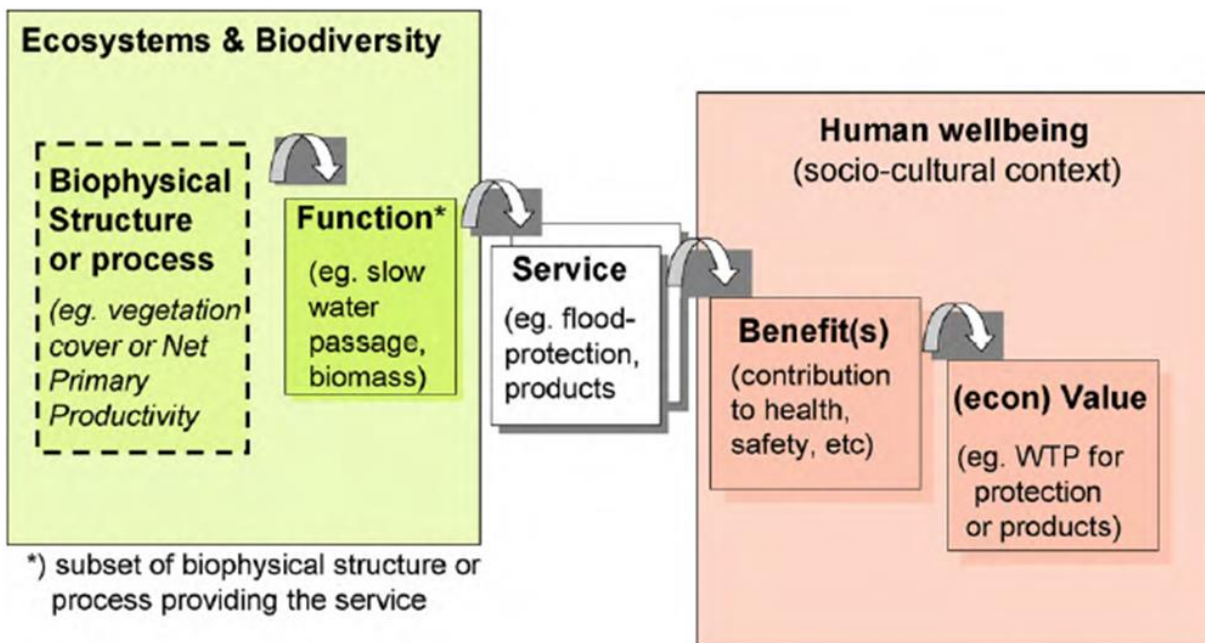 Ecosystems & Biodiversity
Biophysical
Structure
or process
(eg. vegetation
cover or Net
Primary
Productivity
Function*
(eg. slow
water
passage,
biomass)
Service
(eg. flood-
protection,
products
Human wellbeing
(socio-cultural context)
Benefit(s)
(contribution
to health,
safety, etc)
(econ) Value
(eg. WTP for
protection
or products)
*) subset of biophysical structure or
process providing the service